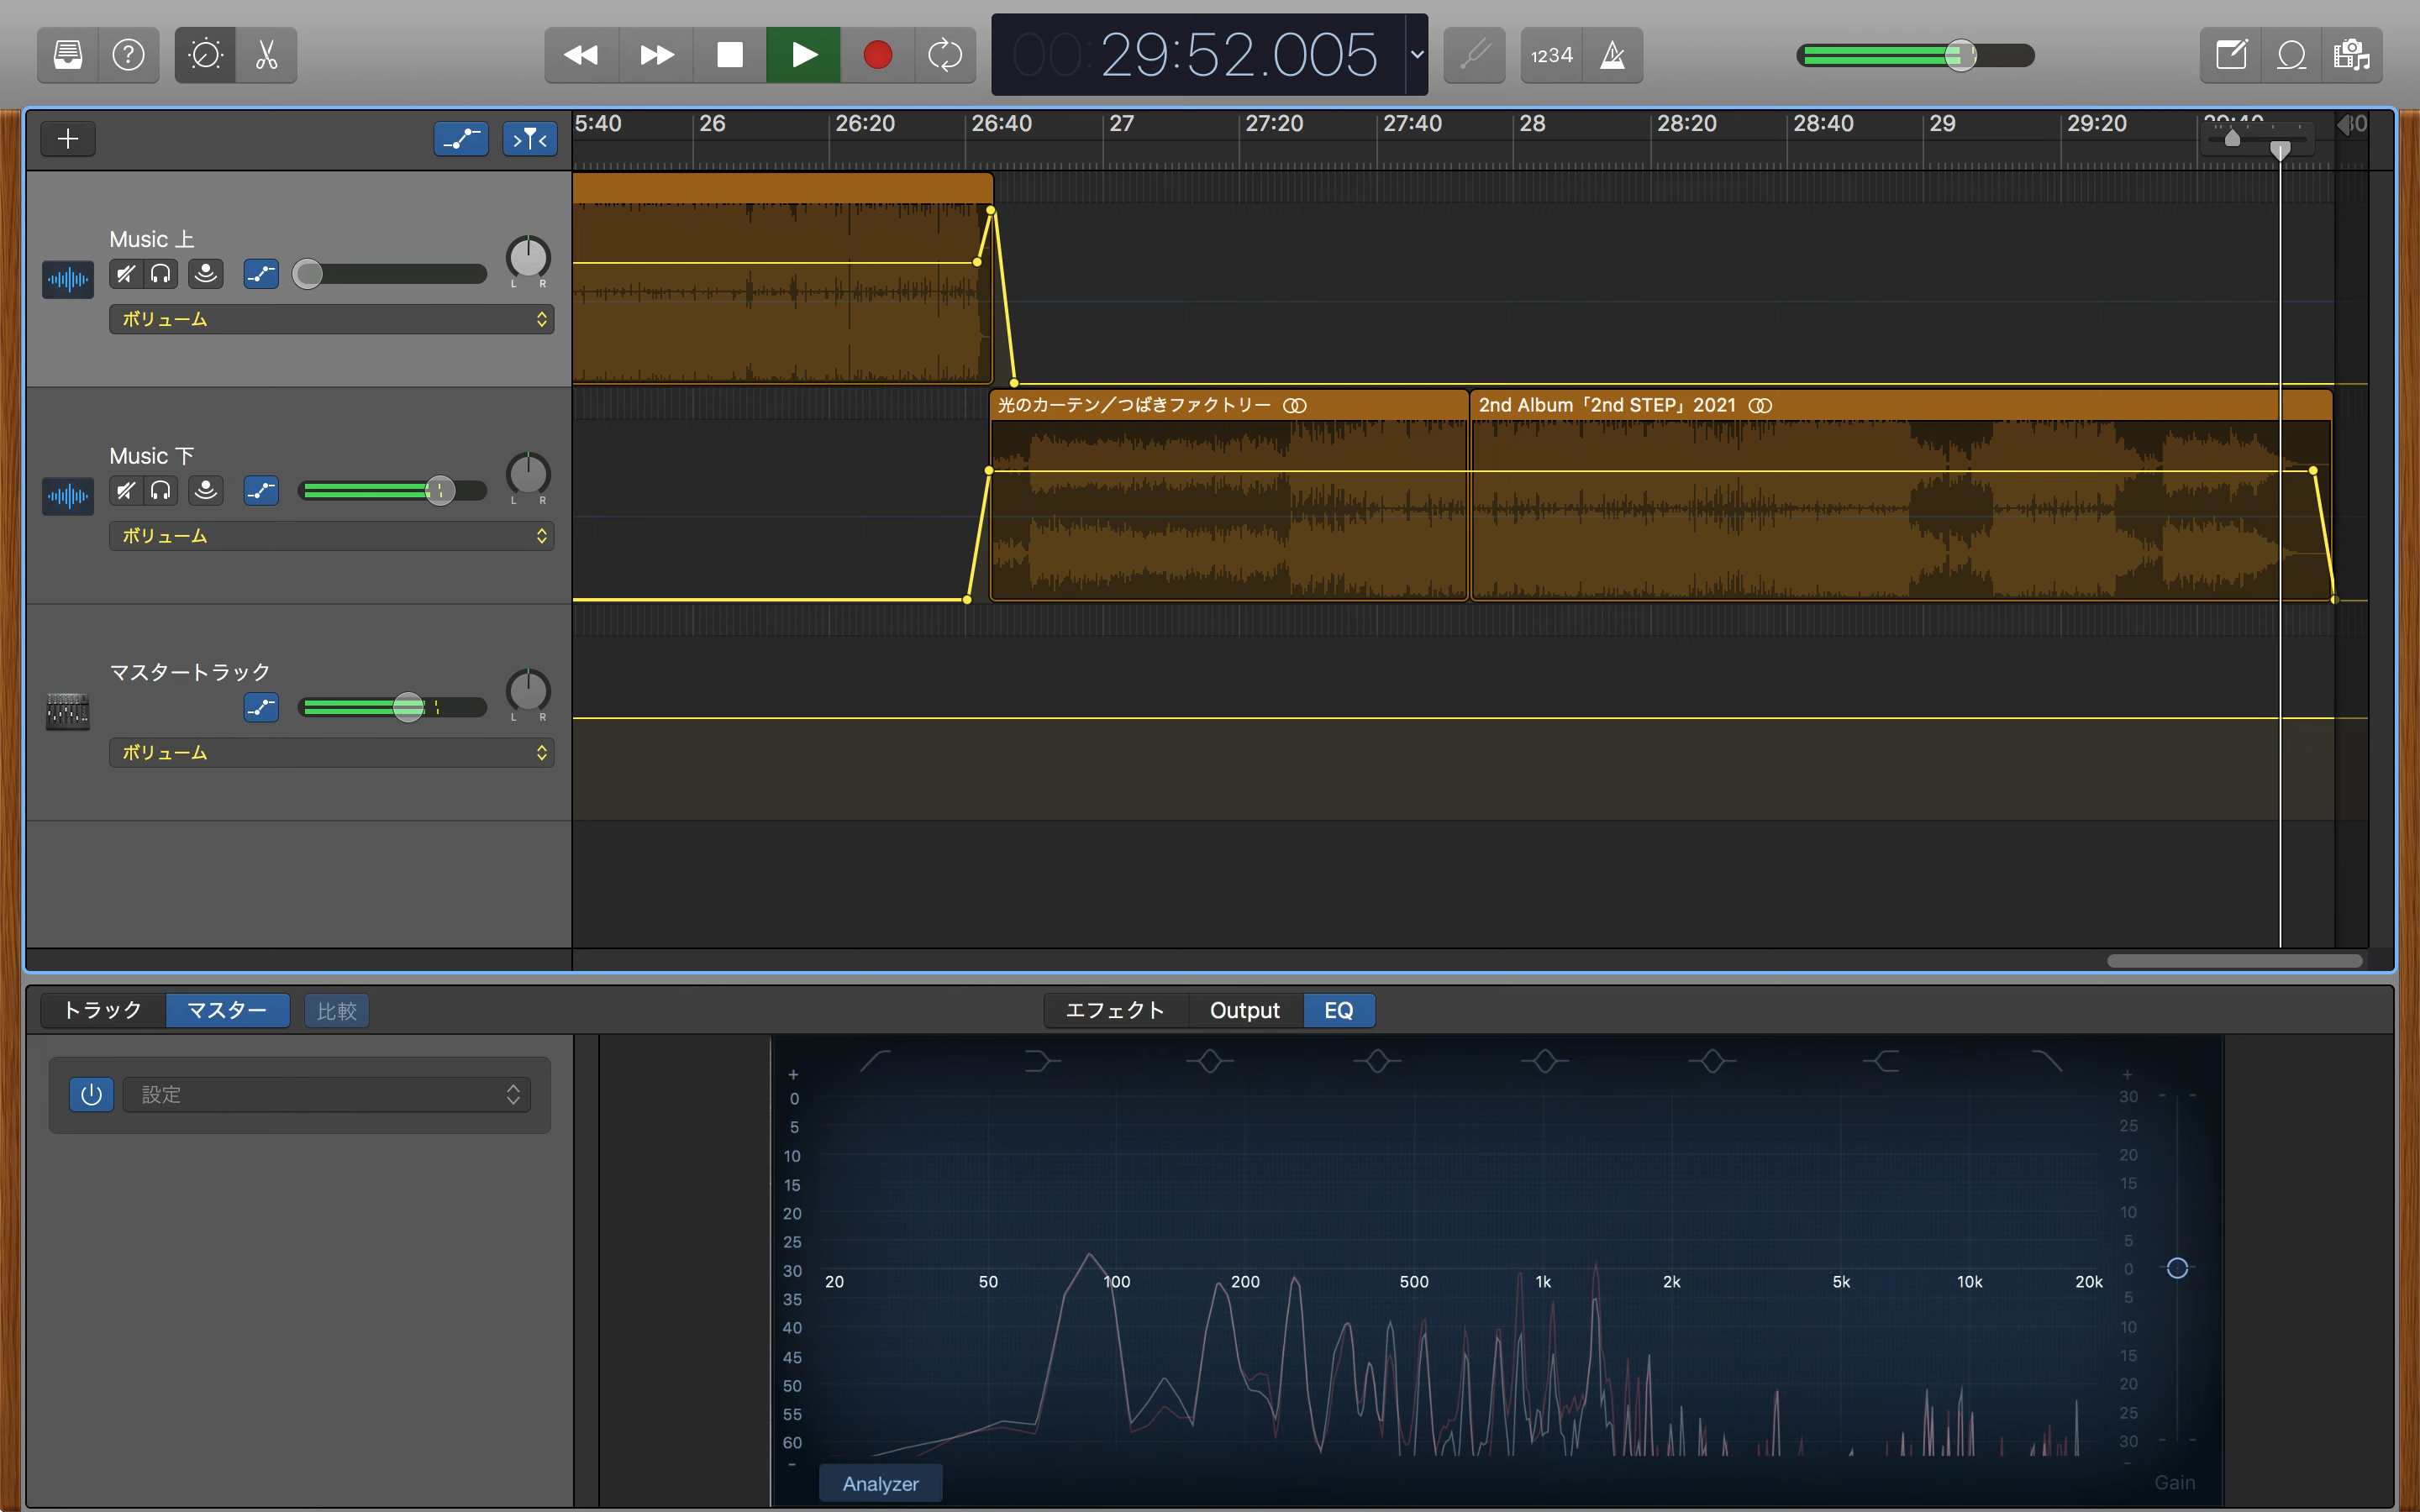 00:29:52.005
1234
5:40 26 26:20 26:40 27 27:20 27:40 28 28:20 28:40 29 29:20 29:40
Music 上
L R
ボリューム
光のカーテン／つばきファクトリー 2nd Album「2nd STEP」2021
Music 下
L R
ボリューム
マスタートラック
L R
ボリューム
トラック マスター 比較 エフェクト Output EQ
設定
+ +
0 30
5 25
10 20
15 15
20 10
25 5
30 20 50 100 200 500 1k 2k 5k 10k 20k 0
35 5
40 10
45 15
50 20
55 25
60 30
- -
Analyzer Gain